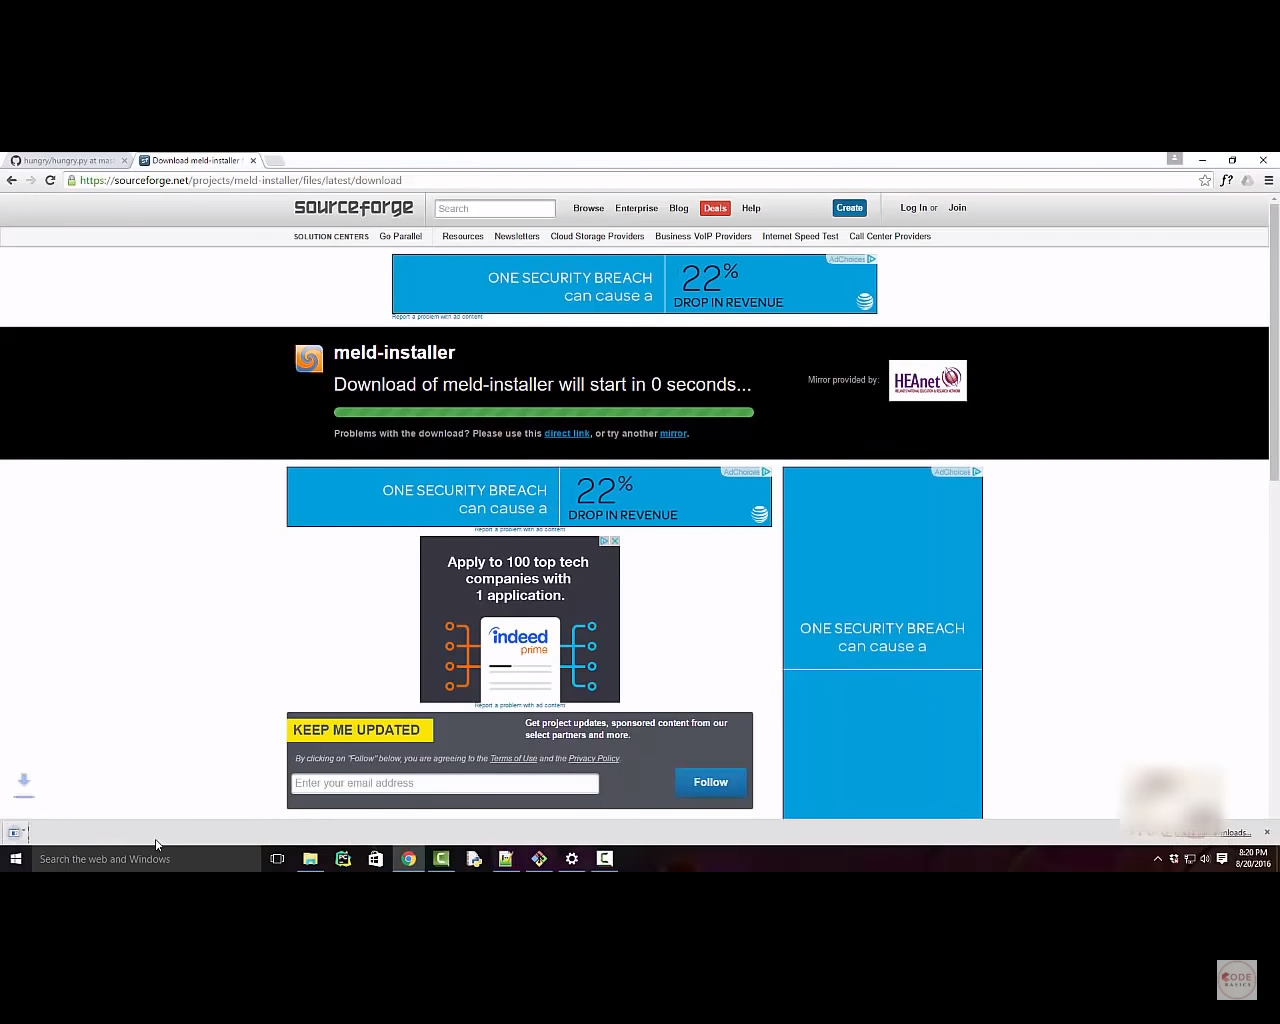 hungry/hungry.py at mas
Download meld-installer
https://sourceforge.net/projects/meld-installer/files/latest/download
sourceforge
Search
Browse
Enterprise
Blog
Deals
Help
Create
Log In or Join
SOLUTION CENTERS
Go Parallel
Resources
Newsletters
Cloud Storage Providers
Business VoIP Providers
Internet Speed Test
Call Center Providers
AdChoices
ONE SECURITY BREACH
can cause a
22%
DROP IN REVENUE
Report a problem with ad content
meld-installer
Download of meld-installer will start in 0 seconds...
Mirror provided by:
HEAnet
Problems with the download? Please use this direct link, or try another mirror.
AdChoices
ONE SECURITY BREACH
can cause a
22%
DROP IN REVENUE
Report a problem with ad content
AdChoices
ONE SECURITY BREACH
can cause a
Apply to 100 top tech
companies with
1 application.
indeed
prime
Report a problem with ad content
KEEP ME UPDATED
Get project updates, sponsored content from our
select partners and more.
By clicking on "Follow" below, you are agreeing to the Terms of Use and the Privacy Policy.
Enter your email address
Follow
Search the web and Windows
8:20 PM
8/20/2016
CODE
BASICS